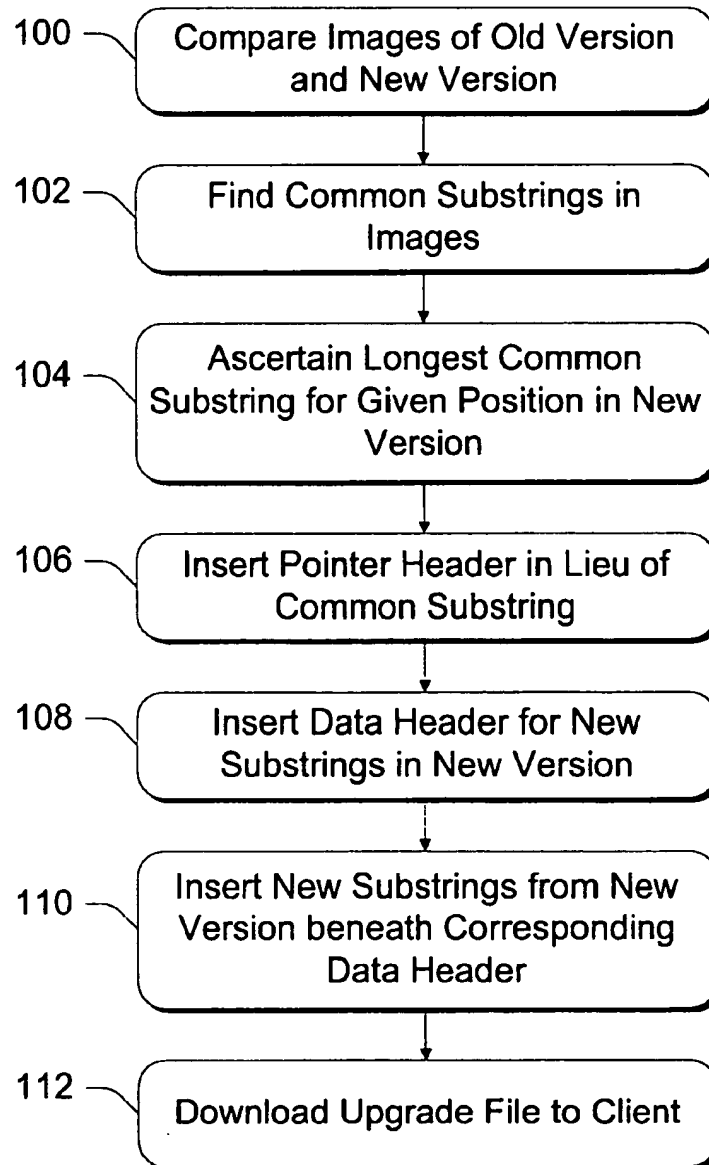 100
Compare Images of Old Version
and New Version
102
Find Common Substrings in
Images
104
Ascertain Longest Common
Substring for Given Position in New
Version
106
Insert Pointer Header in Lieu of
Common Substring
108
Insert Data Header for New
Substrings in New Version
110
Insert New Substrings from New
Version beneath Corresponding
Data Header
112
Download Upgrade File to Client